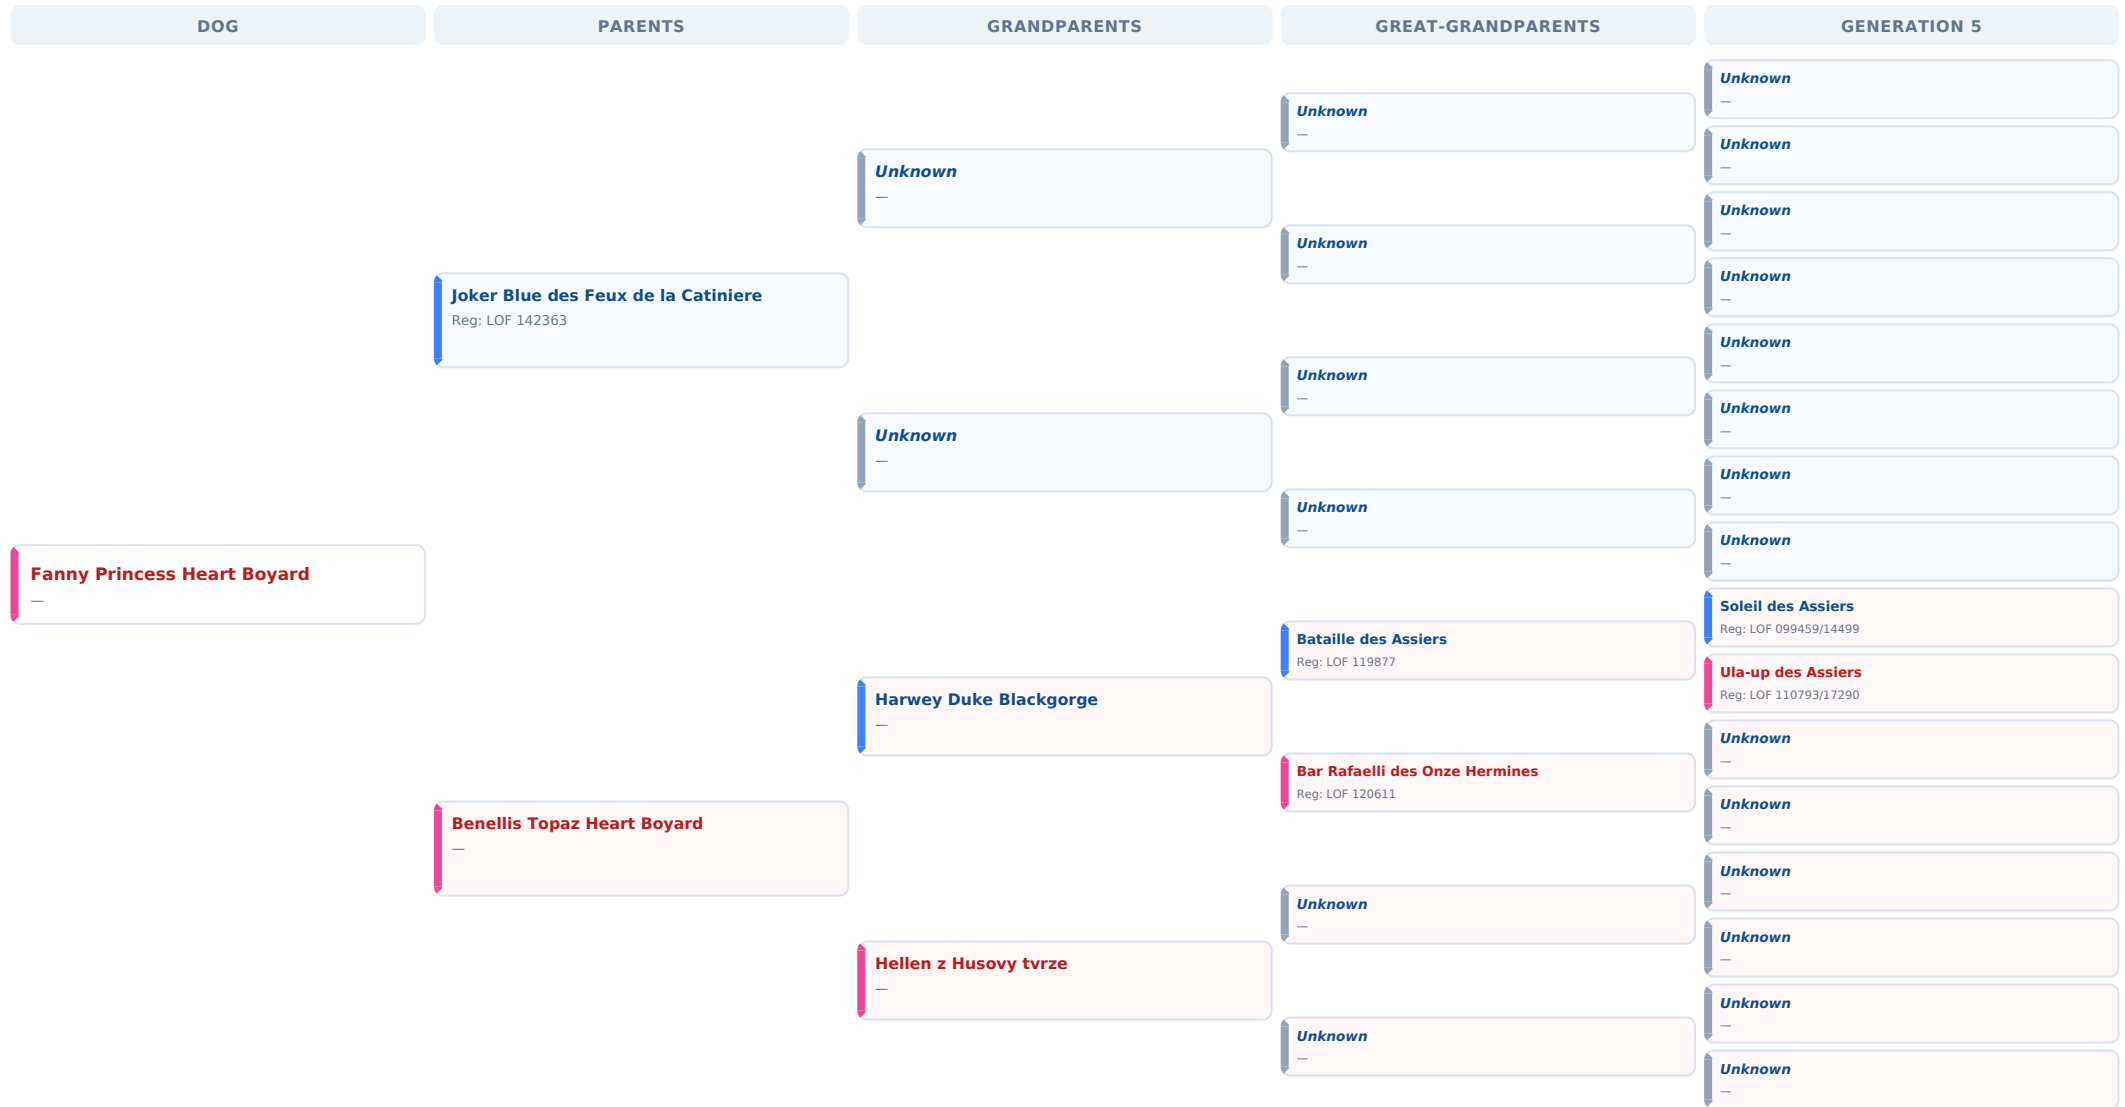 DOG
PARENTS
GRANDPARENTS
GREAT-GRANDPARENTS
GENERATION 5
Fanny Princess Heart Boyard
—
Joker Blue des Feux de la Catiniere
Reg: LOF 142363
Benellis Topaz Heart Boyard
—
Unknown
—
Unknown
—
Harwey Duke Blackgorge
—
Hellen z Husovy tvrze
—
Unknown
—
Unknown
—
Unknown
—
Unknown
—
Bataille des Assiers
Reg: LOF 119877
Bar Rafaelli des Onze Hermines
Reg: LOF 120611
Unknown
—
Unknown
—
Unknown
—
Unknown
—
Unknown
—
Unknown
—
Unknown
—
Unknown
—
Unknown
—
Unknown
—
Soleil des Assiers
Reg: LOF 099459/14499
Ula-up des Assiers
Reg: LOF 110793/17290
Unknown
—
Unknown
—
Unknown
—
Unknown
—
Unknown
—
Unknown
—